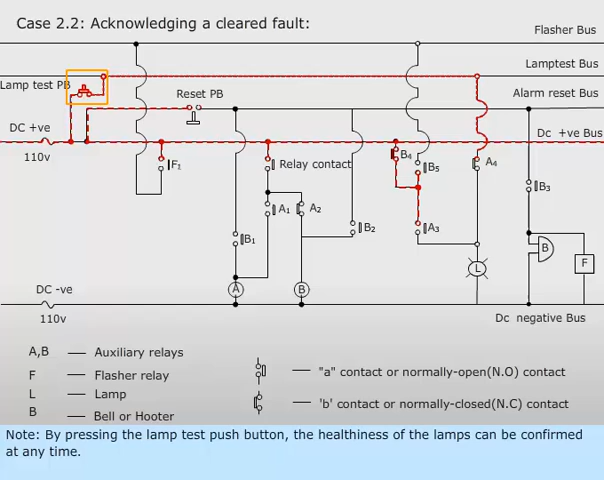 Case 2.2: Acknowledging a cleared fault:
Flasher Bus
Lamptest Bus
Lamp test PB
Reset PB
Alarm reset Bus
DC +ve
Dc +ve Bus
110v
F₁
Relay contact
B₄
B₅
A₄
B₃
A₁
A₂
B₁
B₂
A₃
B
F
L
A
B
DC -ve
110v
Dc negative Bus
A,B — Auxiliary relays
F — Flasher relay
L — Lamp
B — Bell or Hooter
— "a" contact or normally-open(N.O) contact
— 'b' contact or normally-closed(N.C) contact
Note: By pressing the lamp test push button, the healthiness of the lamps can be confirmed
at any time.